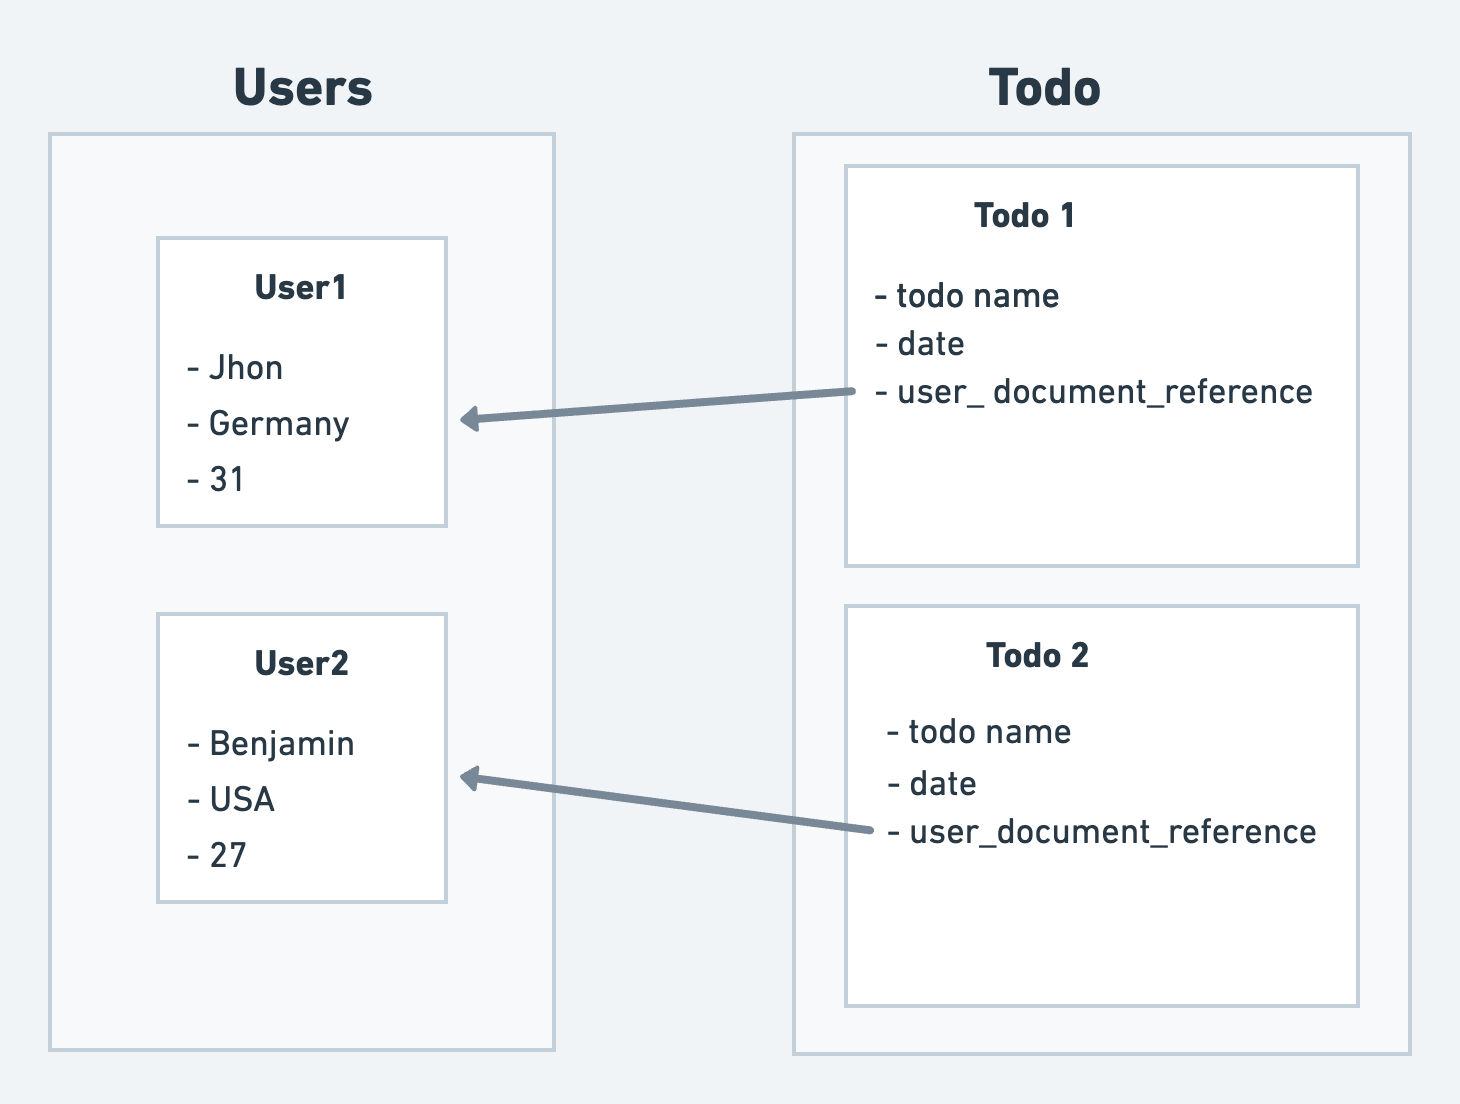 Users
User1
- Jhon
- Germany
- 31
User2
- Benjamin
- USA
- 27
Todo
Todo 1
- todo name
- date
- user_ document_reference
Todo 2
- todo name
- date
- user_document_reference